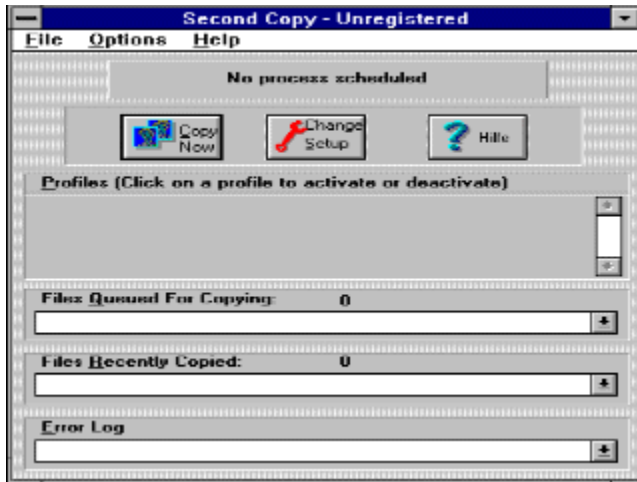 Second Copy - Unregistered
File Options Help
No process scheduled
Copy Now
Change Setup
Hilfe
Profiles (Click on a profile to activate or deactivate)
Files Queued For Copying: 0
Files Recently Copied: 0
Error Log